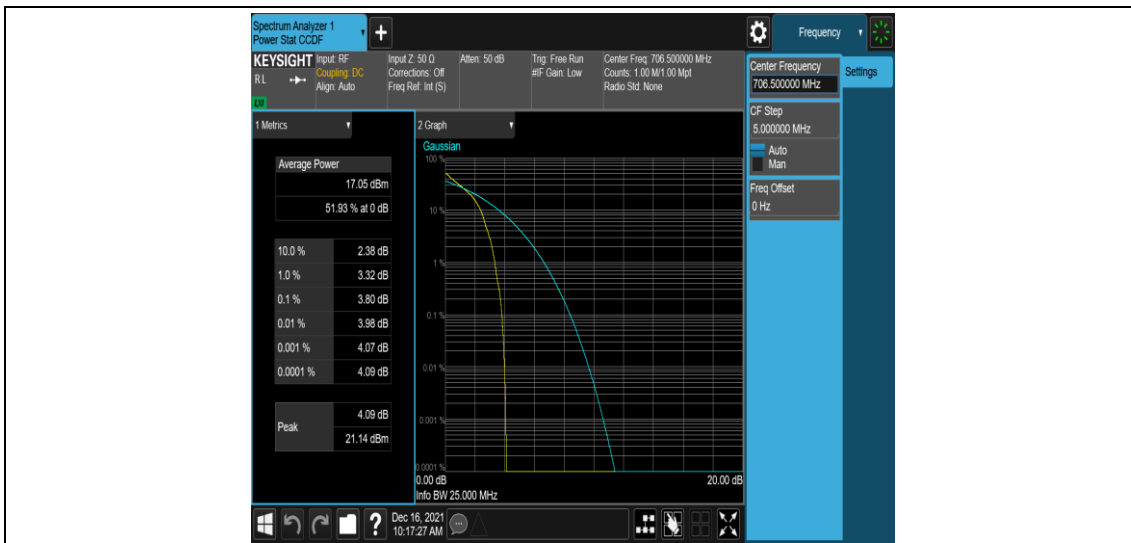 Spectrum Analyzer 1
Power Stat CCDF
+
Frequency
KEYSIGHT
RL
Input: RF
Coupling: DC
Align: Auto
Input Z: 50 Ω
Corrections: Off
Freq Ref: Int (S)
Atten: 50 dB
Trig: Free Run
#IF Gain: Low
Center Freq: 706.500000 MHz
Counts: 1.00 M/1.00 Mpt
Radio Std: None
Center Frequency
706.500000 MHz
Settings
CF Step
5.000000 MHz
Auto
Man
Freq Offset
0 Hz
1 Metrics
Average Power
17.05 dBm
51.93 % at 0 dB
10.0 % 2.38 dB
1.0 % 3.32 dB
0.1 % 3.80 dB
0.01 % 3.98 dB
0.001 % 4.07 dB
0.0001 % 4.09 dB
Peak
4.09 dB
21.14 dBm
2 Graph
Gaussian
100 %
10 %
1 %
0.1 %
0.01 %
0.001 %
0.0001 %
0.00 dB 20.00 dB
Info BW 25.000 MHz
?
Dec 16, 2021
10:17:27 AM